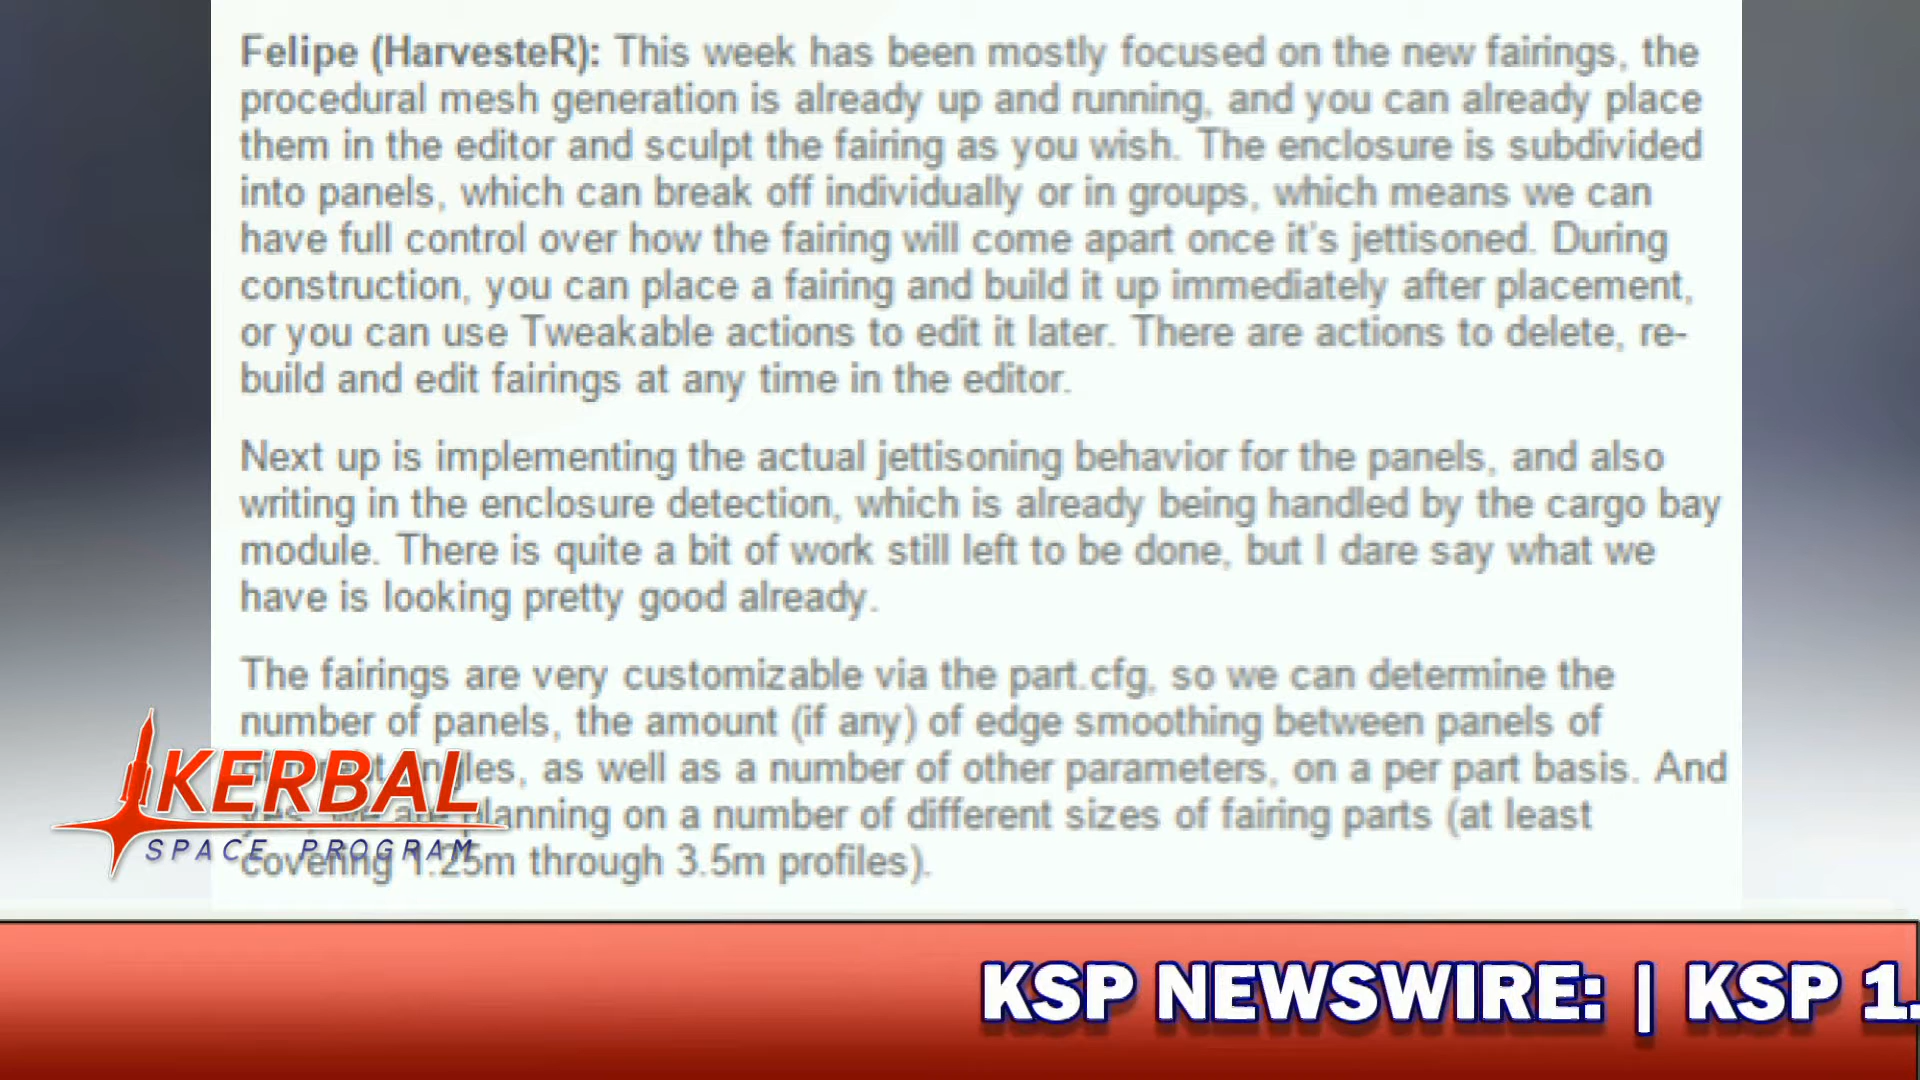 Felipe (HarvesteR): This week has been mostly focused on the new fairings, the
procedural mesh generation is already up and running, and you can already place
them in the editor and sculpt the fairing as you wish. The enclosure is subdivided
into panels, which can break off individually or in groups, which means we can
have full control over how the fairing will come apart once it's jettisoned. During
construction, you can place a fairing and build it up immediately after placement,
or you can use Tweakable actions to edit it later. There are actions to delete, re-
build and edit fairings at any time in the editor.
Next up is implementing the actual jettisoning behavior for the panels, and also
writing in the enclosure detection, which is already being handled by the cargo bay
module. There is quite a bit of work still left to be done, but I dare say what we
have is looking pretty good already.
The fairings are very customizable via the part.cfg, so we can determine the
number of panels, the amount (if any) of edge smoothing between panels of
as well as a number of other parameters, on a per part basis. And
yes, we are planning on a number of different sizes of fairing parts (at least
covering 1.25m through 3.5m profiles).
KERBAL
SPACE PROGRAM
KSP NEWSWIRE: | KSP 1.